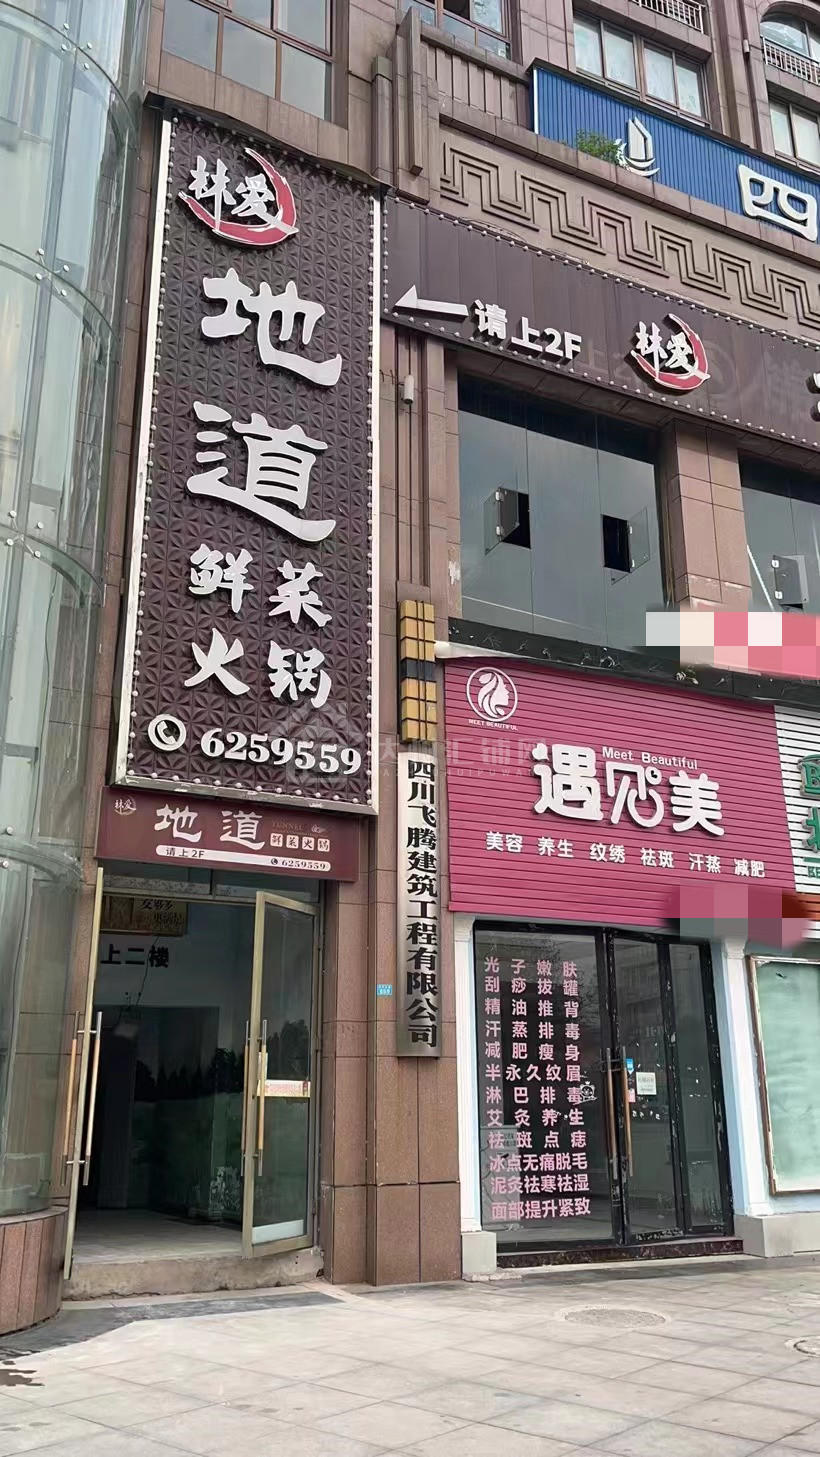 林爱
地道
鲜菜
火锅
6259559
请上2F
林爱
四
林爱
地道
鲜菜火锅
请上2F
6259559
上二楼
四川飞腾建筑工程有限公司
MEET BEAUTIFUL
Meet Beautiful
遇见美
美容 养生 纹绣 祛斑 汗蒸 减肥
光子嫩肤
刮痧拔罐
精油推背
汗蒸排毒
减肥瘦身
半永久纹眉
淋巴排毒
艾灸养生
祛斑点痣
冰点无痛脱毛
泥灸祛寒祛湿
面部提升紧致